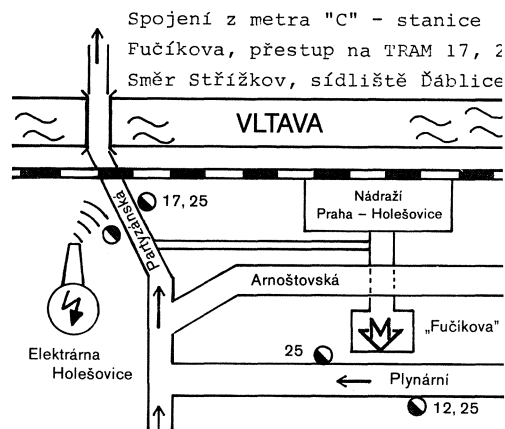 Spojení z metra "C" - stanice
Fučíkova, přestup na TRAM 17, 2
Směr Střížkov, sídliště Ďáblice
VLTAVA
Nádraží
Praha - Holešovice
17, 25
Partyzánská
Arnoštovská
M
„Fučíkova”
25
Elektrárna
Holešovice
Plynární
12, 25